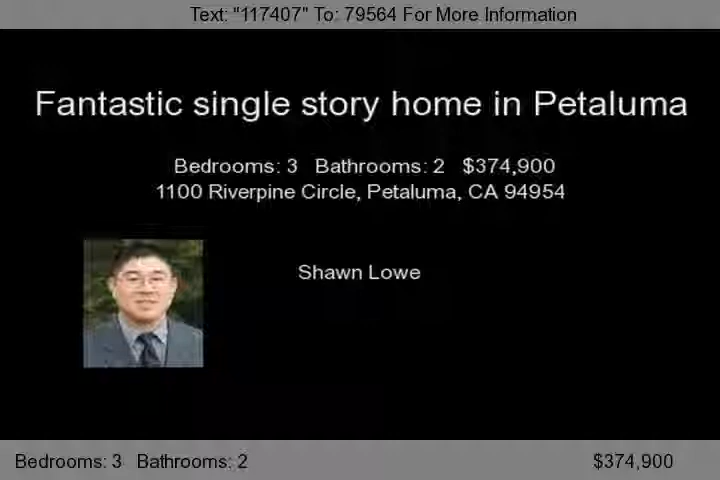 Text: "117407" To: 79564 For More Information
Fantastic single story home in Petaluma
Bedrooms: 3 Bathrooms: 2 $374,900
1100 Riverpine Circle, Petaluma, CA 94954
Shawn Lowe
Bedrooms: 3 Bathrooms: 2 $374,900